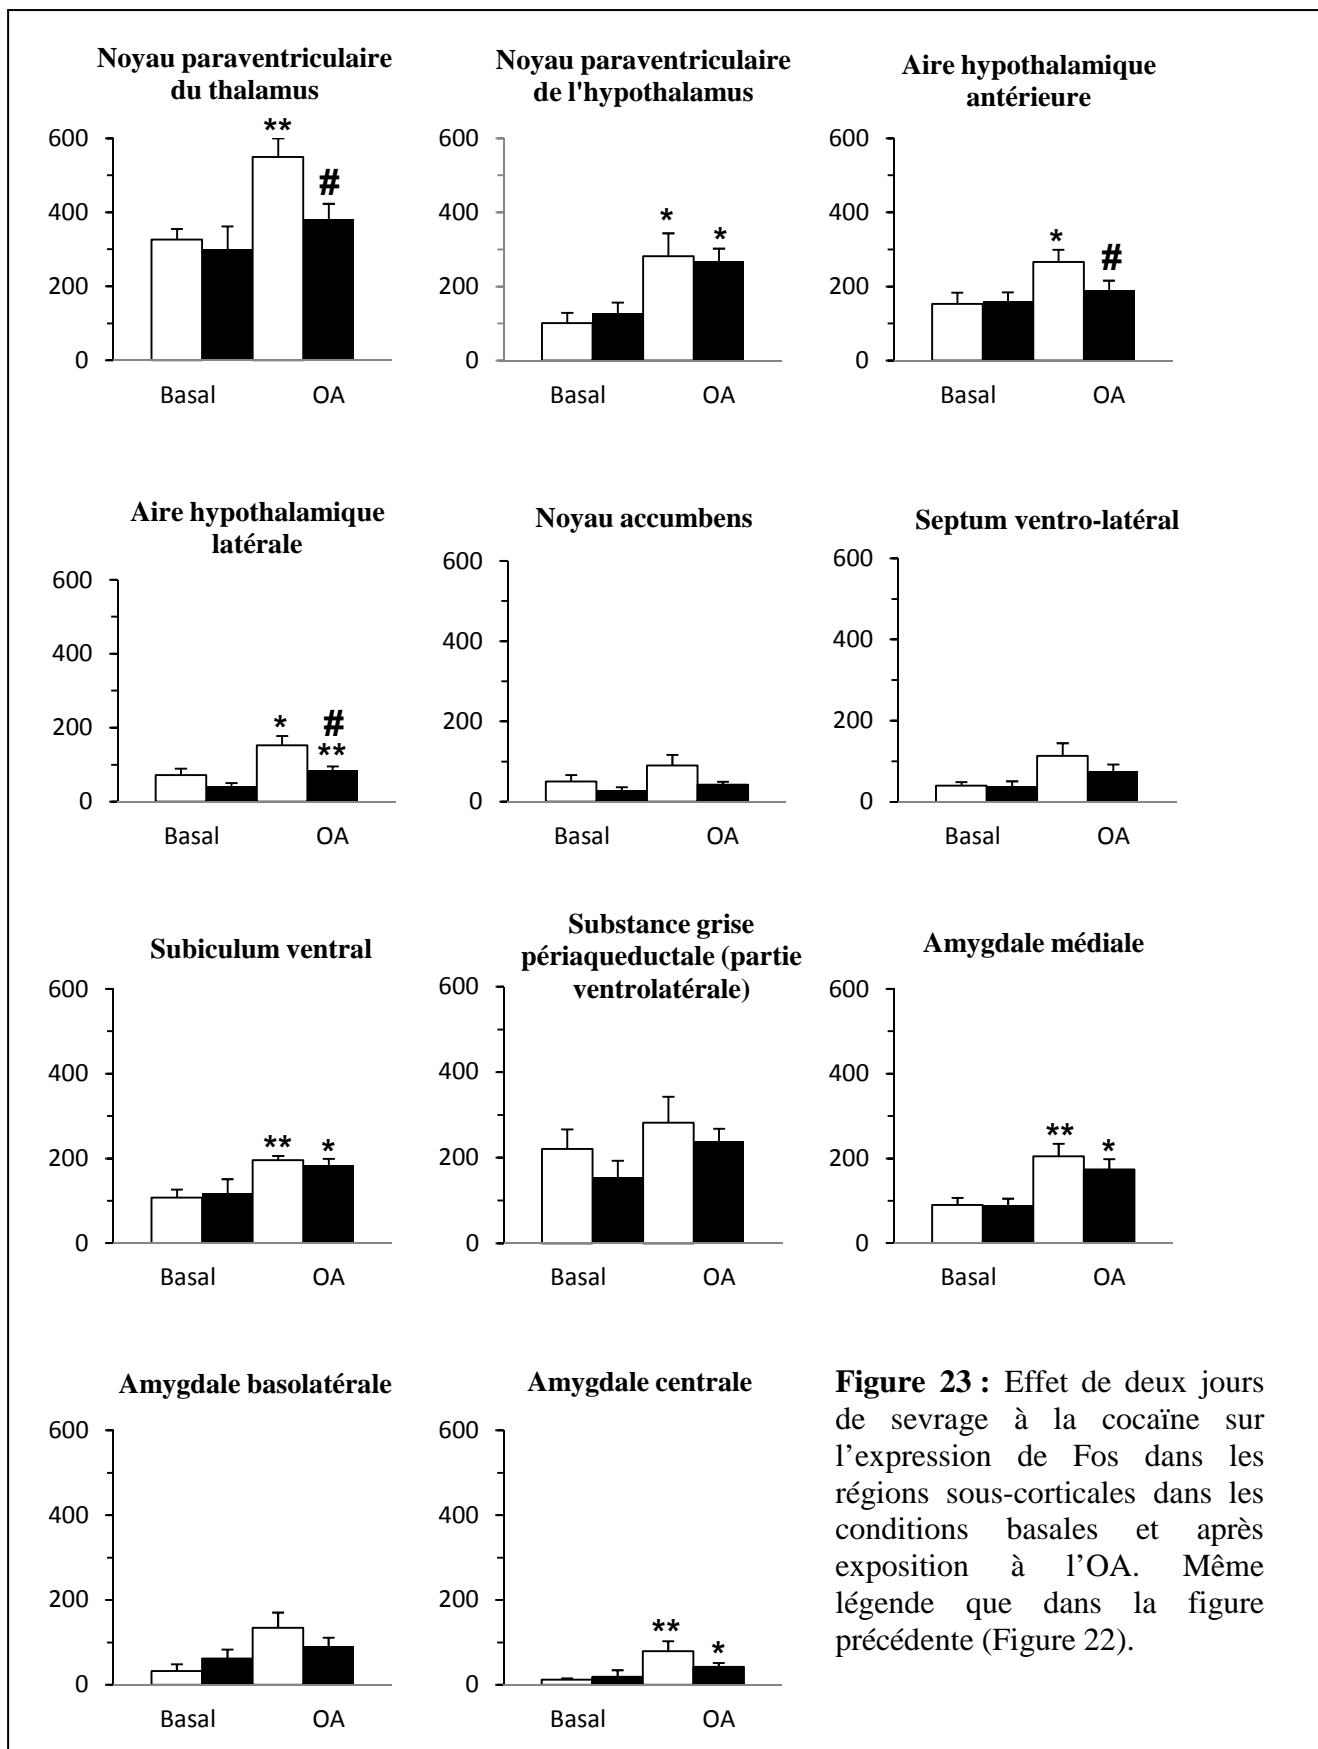 Noyau paraventriculaire
du thalamus
600
400
200
0
**
#
Basal OA
Noyau paraventriculaire
de l'hypothalamus
600
400
200
0
*
*
Basal OA
Aire hypothalamique
antérieure
600
400
200
0
*
#
Basal OA
Aire hypothalamique
latérale
600
400
200
0
*
#
**
Basal OA
Noyau accumbens
600
400
200
0
Basal OA
Septum ventro-latéral
600
400
200
0
Basal OA
Subiculum ventral
600
400
200
0
**
*
Basal OA
Substance grise
périaqueductale (partie
ventrolatérale)
600
400
200
0
Basal OA
Amygdale médiale
600
400
200
0
**
*
Basal OA
Amygdale basolatérale
600
400
200
0
Basal OA
Amygdale centrale
600
400
200
0
**
*
Basal OA
Figure 23 : Effet de deux jours
de sevrage à la cocaïne sur
l’expression de Fos dans les
régions sous-corticales dans les
conditions basales et après
exposition à l’OA. Même
légende que dans la figure
précédente (Figure 22).